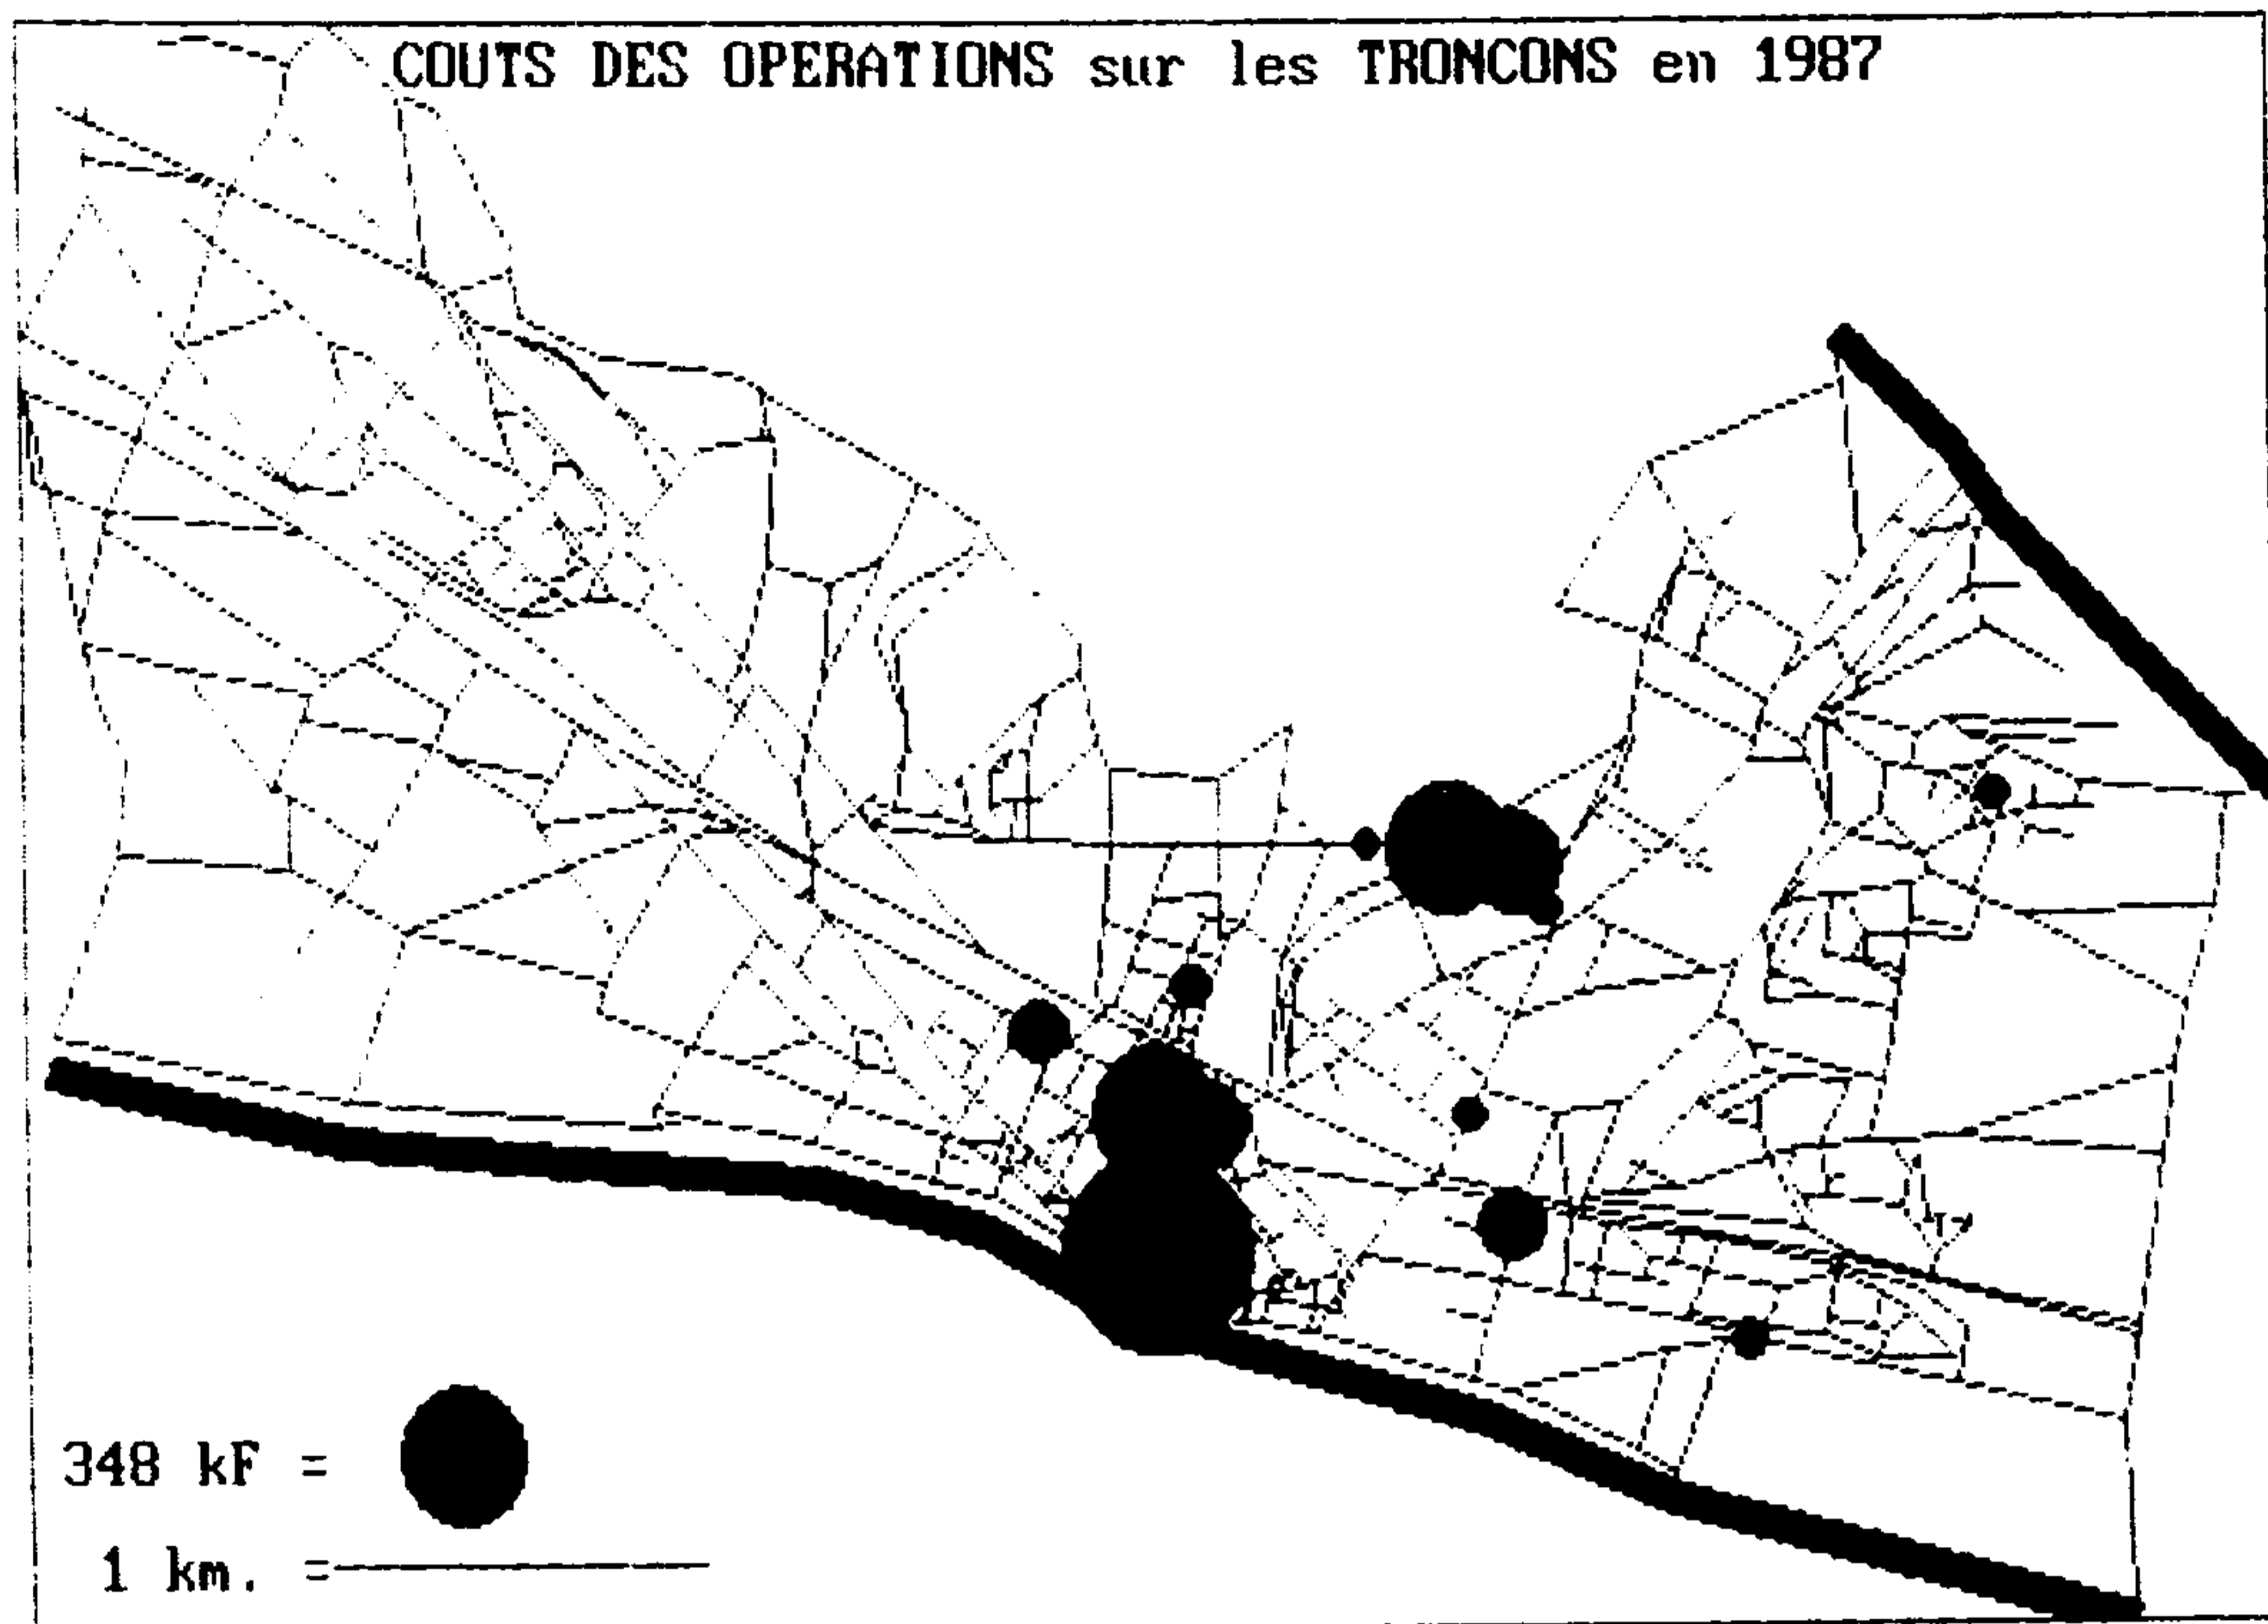 COUTS DES OPERATIONS sur les TRONCONS en 1987
348 kF =
1 km. =